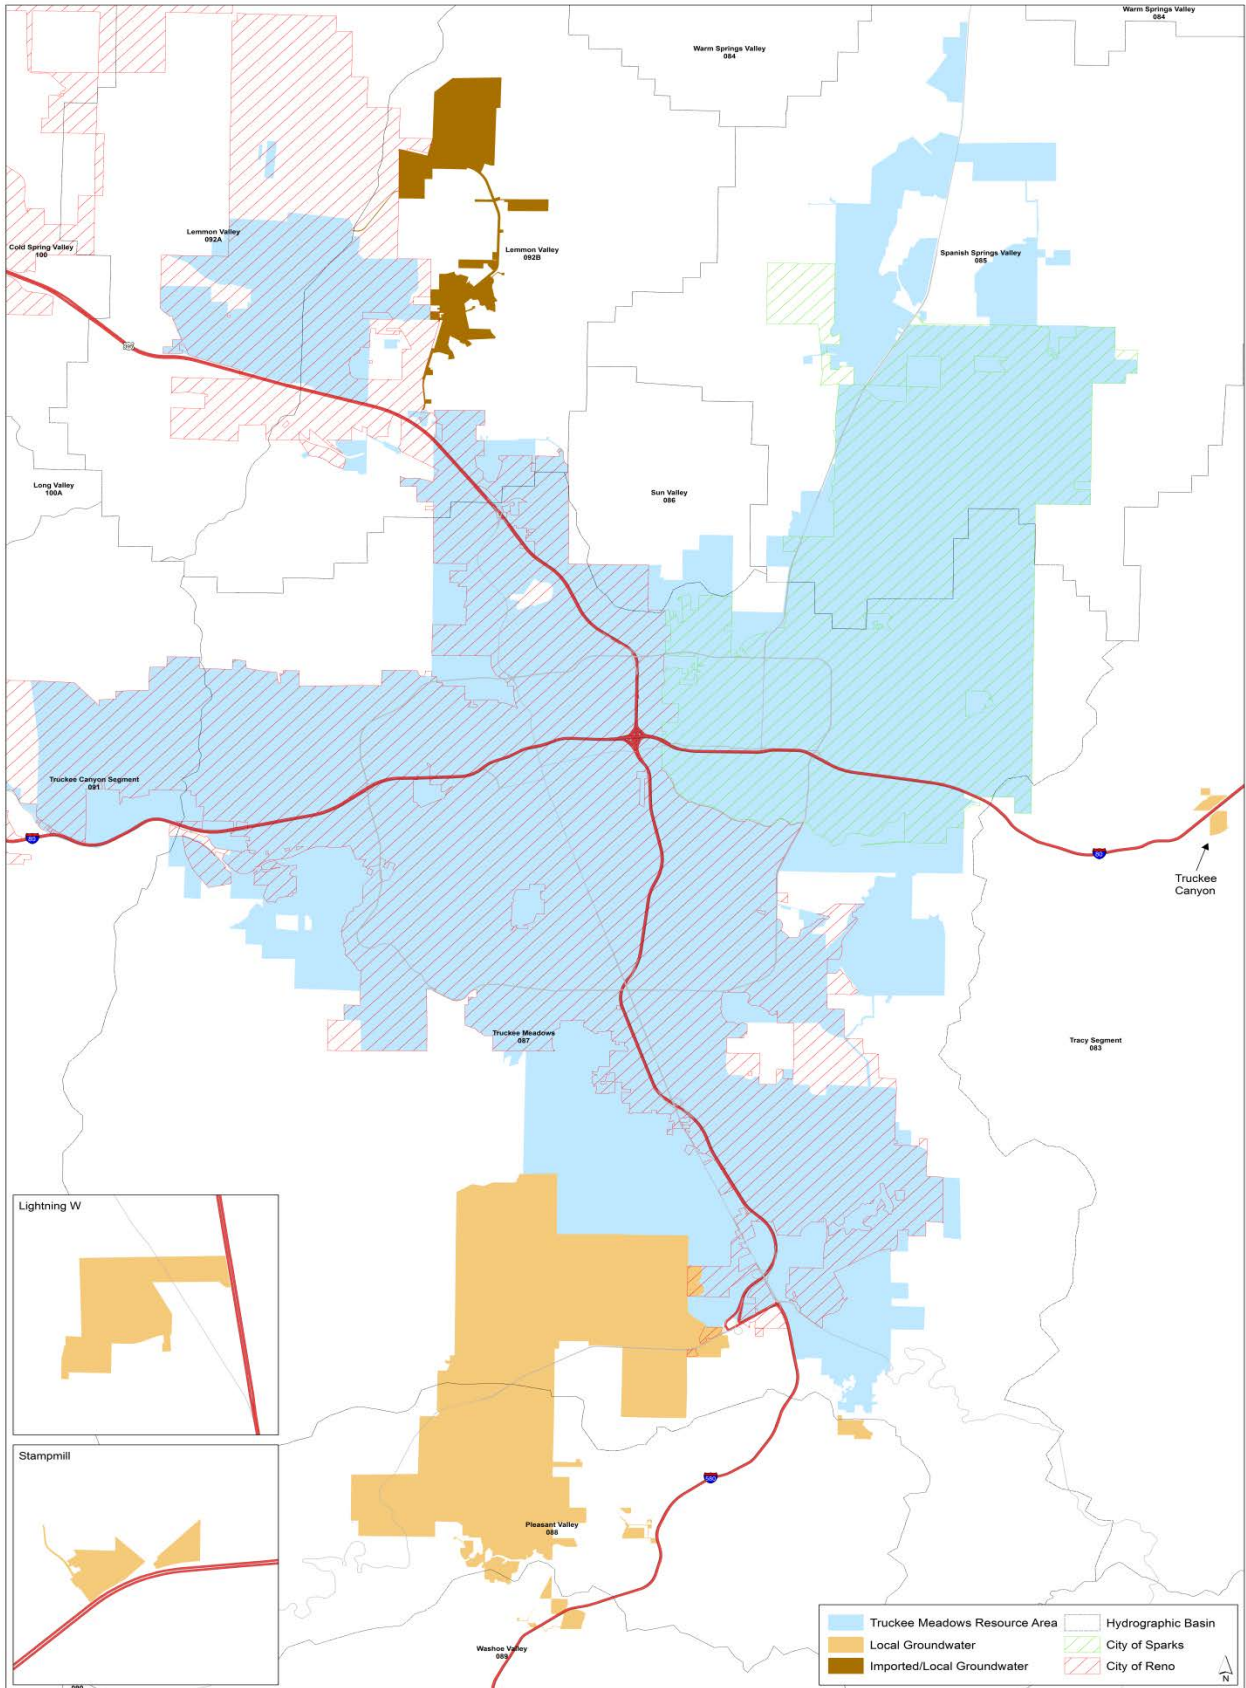 Warm Springs Valley
084
Warm Springs Valley
084
Lemmon Valley
092A
Cold Spring Valley
100
Lemmon Valley
092B
Spanish Springs Valley
085
Long Valley
100A
Sun Valley
086
Truckee Canyon Segment
091
80
80
Truckee
Canyon
Truckee Meadows
087
Tracy Segment
083
Lightning W
Stampmill
580
Pleasant Valley
088
Washoe Valley
089
Truckee Meadows Resource Area
Local Groundwater
Imported/Local Groundwater
Hydrographic Basin
City of Sparks
City of Reno
N